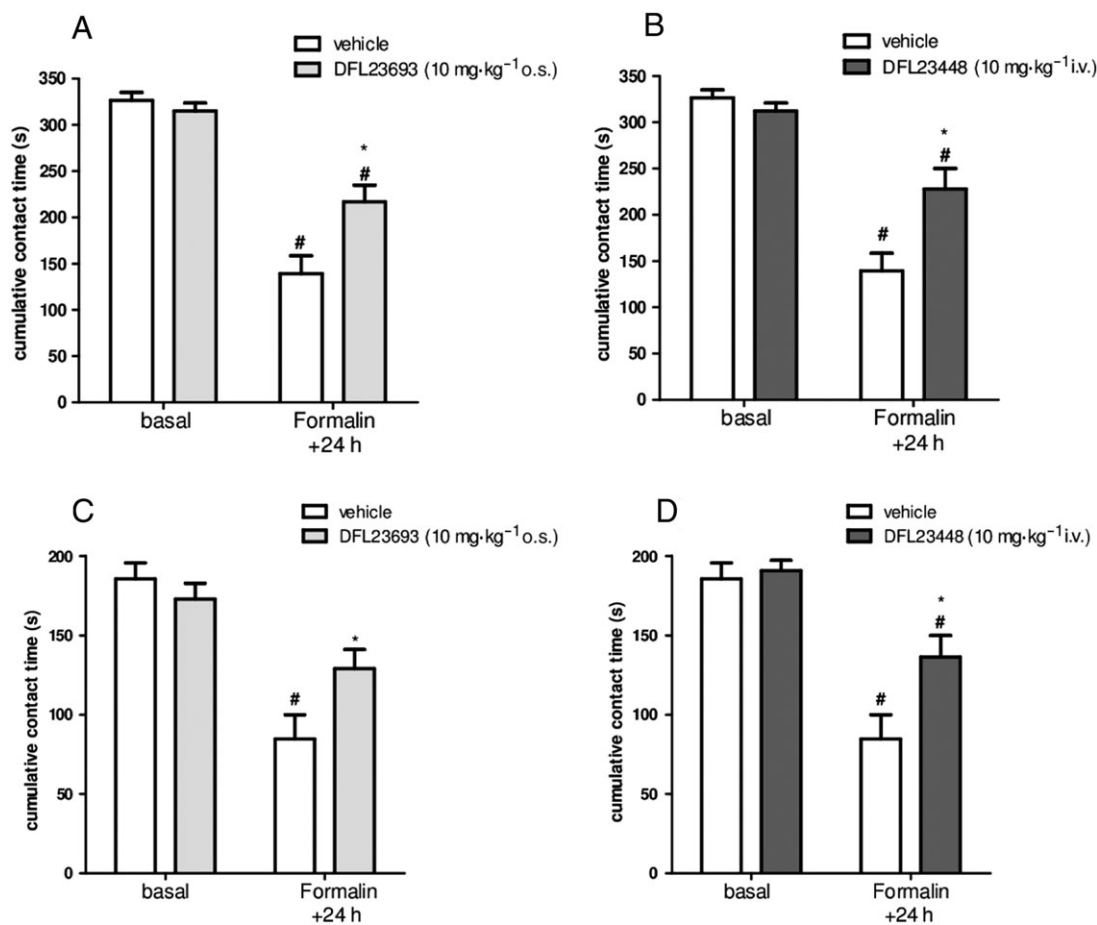 A
vehicle
DFL23693 (10 mg·kg⁻¹ o.s.)
cumulative contact time (s)
350
300
250
200
150
100
50
0
*
#
#
basal
Formalin
+24 h
B
vehicle
DFL23448 (10 mg·kg⁻¹ i.v.)
cumulative contact time (s)
350
300
250
200
150
100
50
0
*
#
#
basal
Formalin
+24 h
C
vehicle
DFL23693 (10 mg·kg⁻¹ o.s.)
cumulative contact time (s)
200
150
100
50
0
*
#
basal
Formalin
+24 h
D
vehicle
DFL23448 (10 mg·kg⁻¹ i.v.)
cumulative contact time (s)
200
150
100
50
0
*
#
#
basal
Formalin
+24 h